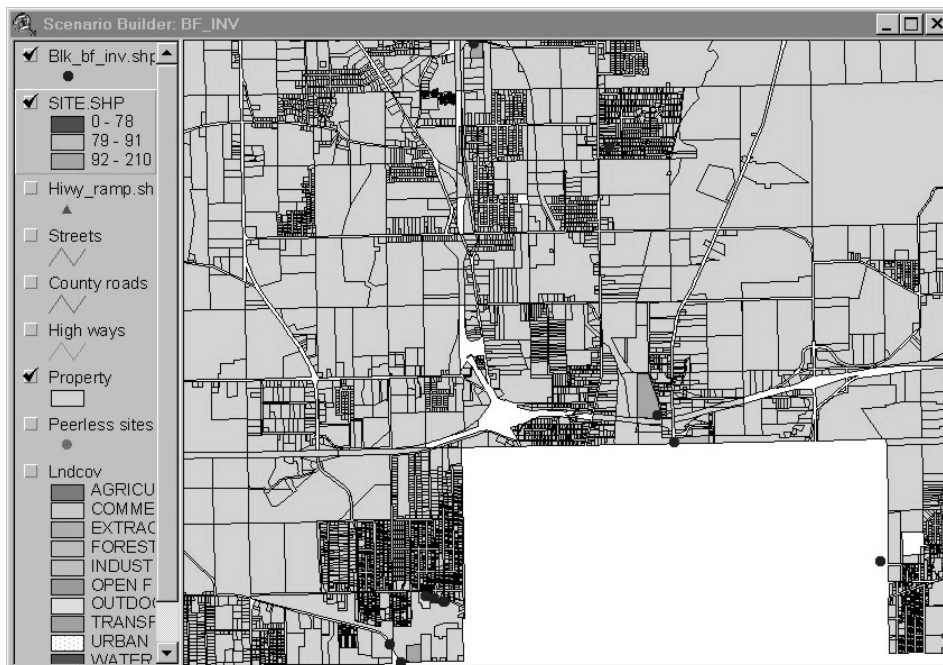 Scenario Builder: BF_INV
Blk_bf_inv.shp
SITE.SHP
0 - 78
79 - 91
92 - 210
Hiwy_ramp.sh
Streets
County roads
High ways
Property
Peerless sites
Lndcov
AGRICU
COMME
EXTRAC
FOREST
INDUST
OPEN F
OUTDOO
TRANSF
URBAN
WATER